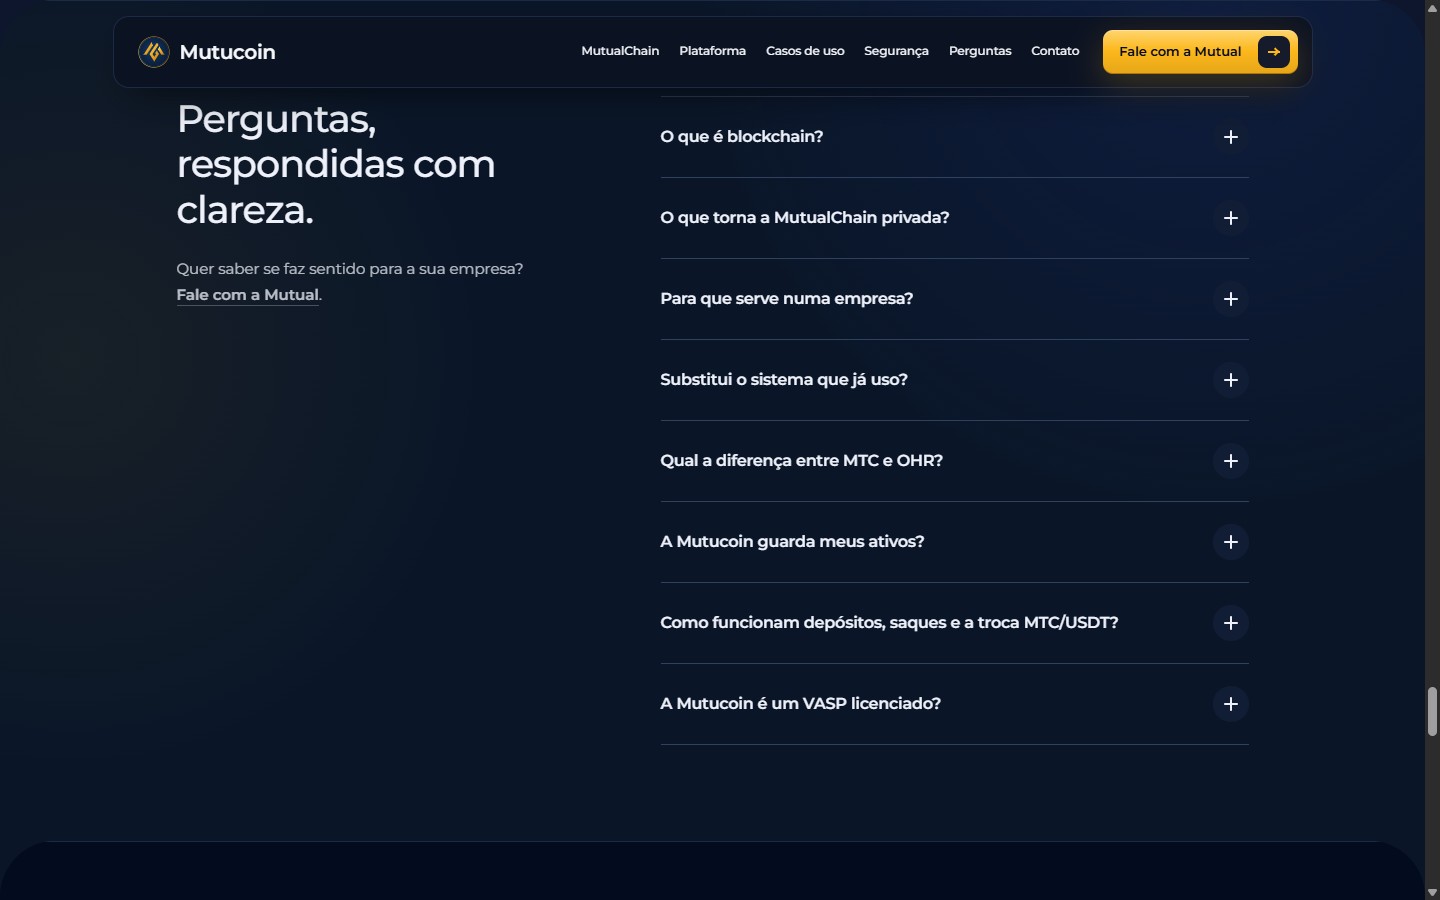 Mutucoin
MutualChain
Plataforma
Casos de uso
Segurança
Perguntas
Contato
Fale com a Mutual
Perguntas,
respondidas com
clareza.
Quer saber se faz sentido para a sua empresa?
Fale com a Mutual.
O que é blockchain?
O que torna a MutualChain privada?
Para que serve numa empresa?
Substitui o sistema que já uso?
Qual a diferença entre MTC e OHR?
A Mutucoin guarda meus ativos?
Como funcionam depósitos, saques e a troca MTC/USDT?
A Mutucoin é um VASP licenciado?